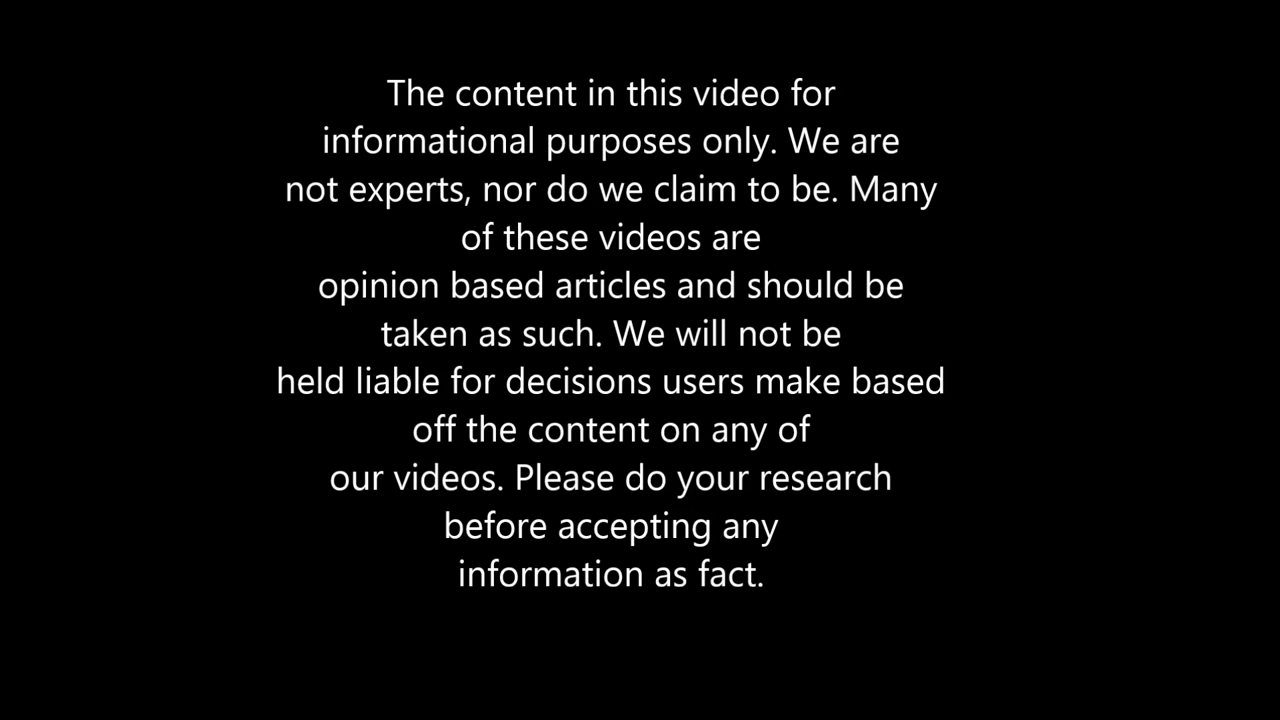 The content in this video for
informational purposes only. We are
not experts, nor do we claim to be. Many
of these videos are
opinion based articles and should be
taken as such. We will not be
held liable for decisions users make based
off the content on any of
our videos. Please do your research
before accepting any
information as fact.